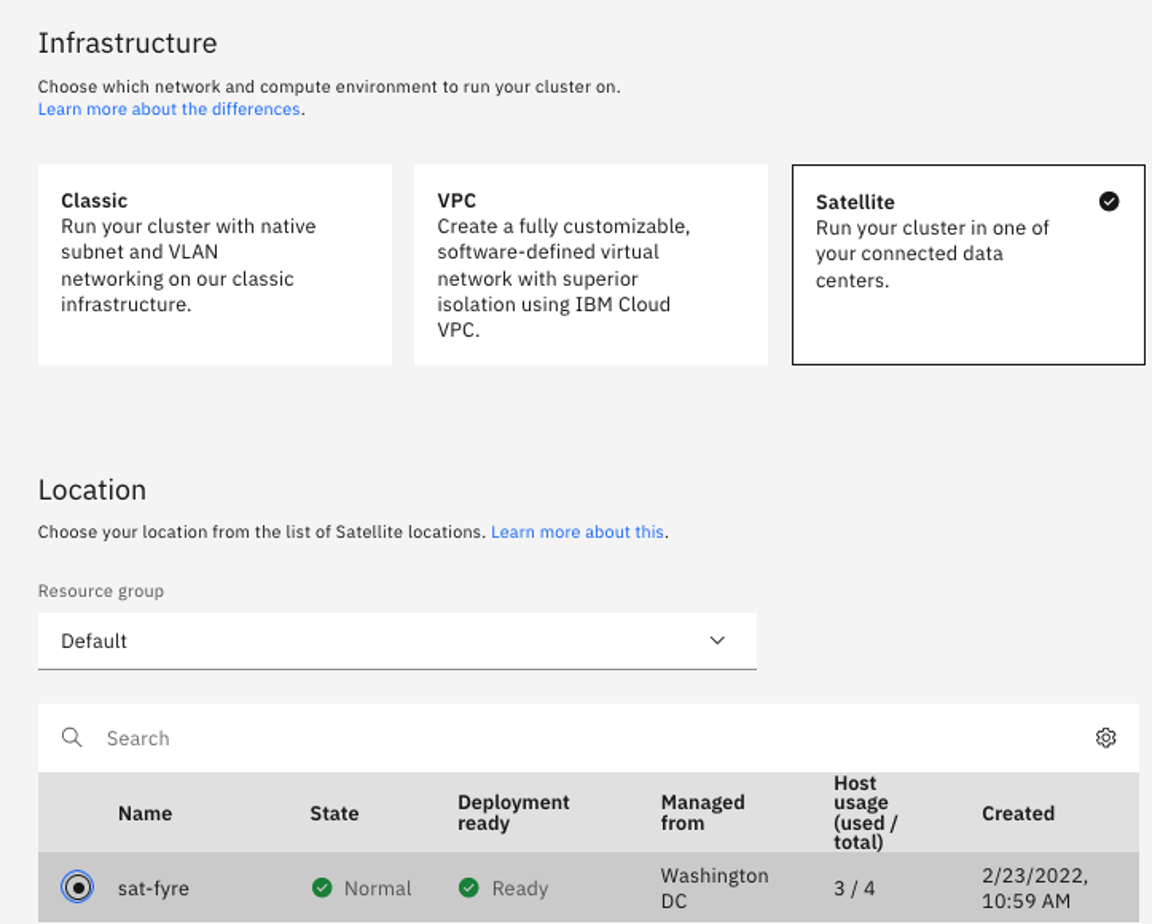 Infrastructure
Choose which network and compute environment to run your cluster on.
Learn more about the differences.
Classic
Run your cluster with native
subnet and VLAN
networking on our classic
infrastructure.
VPC
Create a fully customizable,
software-defined virtual
network with superior
isolation using IBM Cloud
VPC.
Satellite
Run your cluster in one of
your connected data
centers.
Location
Choose your location from the list of Satellite locations. Learn more about this.
Resource group
Default
Search
Name
State
Deployment
ready
Managed
from
Host
usage
(used /
total)
Created
sat-fyre
Normal
Ready
Washington
DC
3 / 4
2/23/2022,
10:59 AM